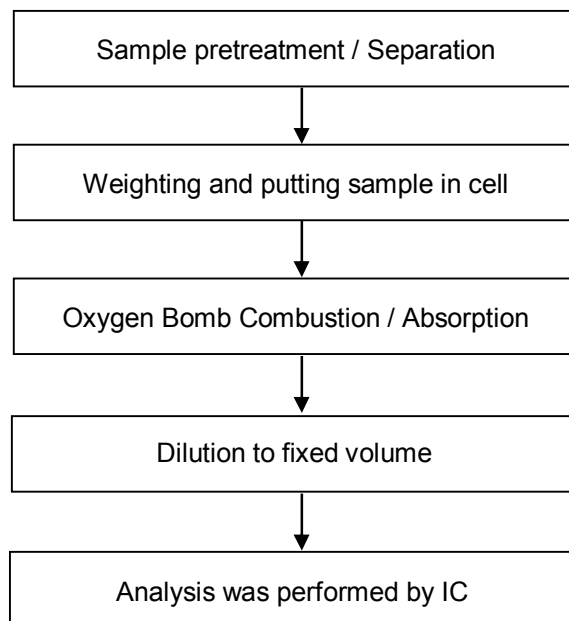 Sample pretreatment / Separation
Weighting and putting sample in cell
Oxygen Bomb Combustion / Absorption
Dilution to fixed volume
Analysis was performed by IC